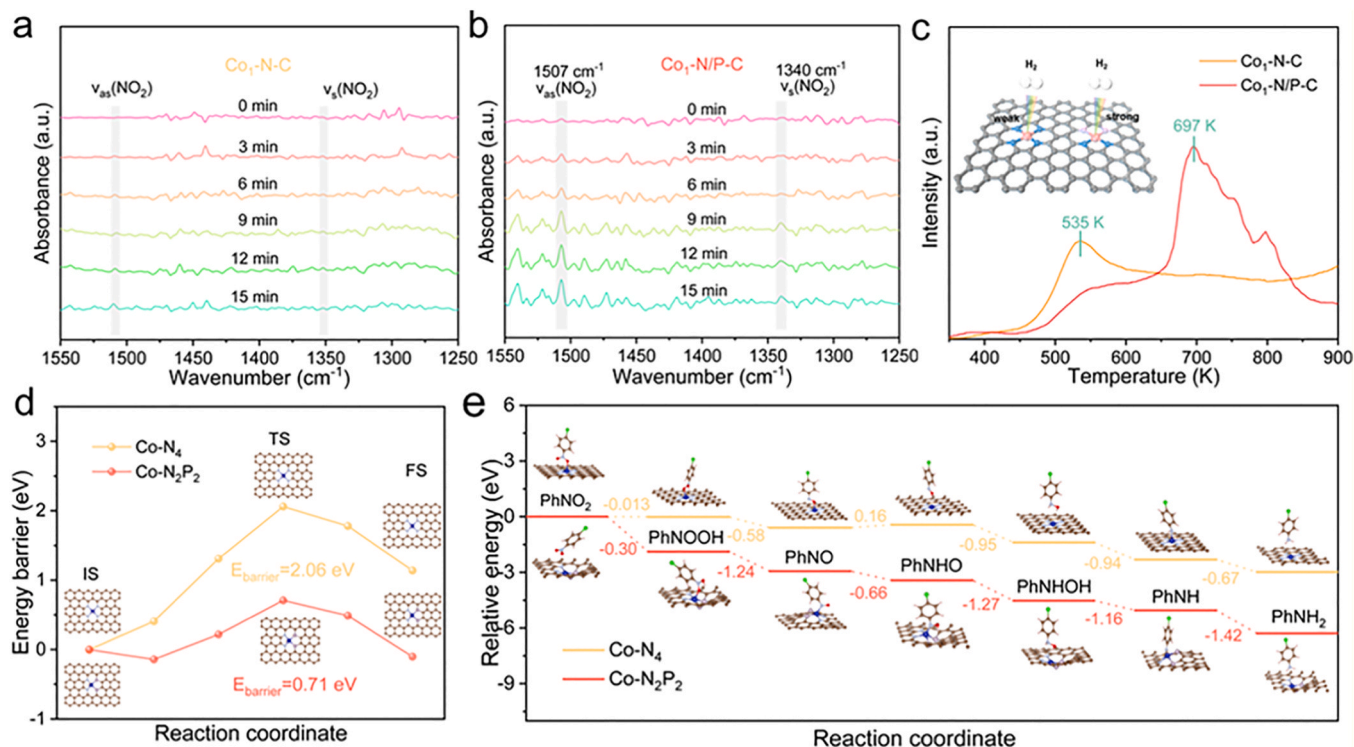 a
Co₁-N-C
νas(NO₂)
νs(NO₂)
0 min
3 min
6 min
9 min
12 min
15 min
Absorbance (a.u.)
1550 1500 1450 1400 1350 1300 1250
Wavenumber (cm⁻¹)
b
1507 cm⁻¹
νas(NO₂)
Co₁-N/P-C
1340 cm⁻¹
νs(NO₂)
0 min
3 min
6 min
9 min
12 min
15 min
Absorbance (a.u.)
1550 1500 1450 1400 1350 1300 1250
Wavenumber (cm⁻¹)
c
H₂ H₂
weak strong
Co₁-N-C
Co₁-N/P-C
697 K
535 K
Intensity (a.u.)
400 500 600 700 800 900
Temperature (K)
d
Co-N₄
Co-N₂P₂
TS
FS
IS
Ebarrier=2.06 eV
Ebarrier=0.71 eV
3
2
1
0
-1
Energy barrier (eV)
Reaction coordinate
e
6
3
0
-3
-6
-9
Relative energy (eV)
PhNO₂
-0.013
PhNOOH
-0.58
PhNO
0.16
PhNHO
-0.95
PhNHOH
-0.94
PhNH
-0.67
PhNH₂
-0.30
-1.24
-0.66
-1.27
-1.16
-1.42
Co-N₄
Co-N₂P₂
Reaction coordinate